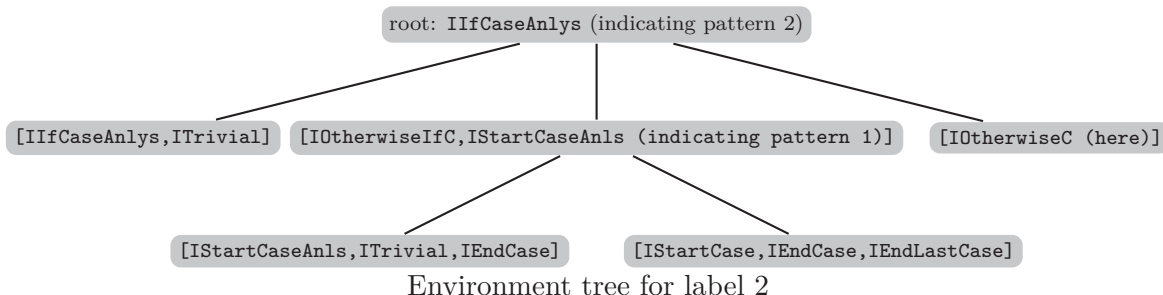 root: IIfCaseAnlys (indicating pattern 2)
[IIfCaseAnlys,ITrivial]
[IOtherwiseIfC,IStartCaseAnls (indicating pattern 1)]
[IOtherwiseC (here)]
[IStartCaseAnls,ITrivial,IEndCase]
[IStartCase,IEndCase,IEndLastCase]
Environment tree for label 2